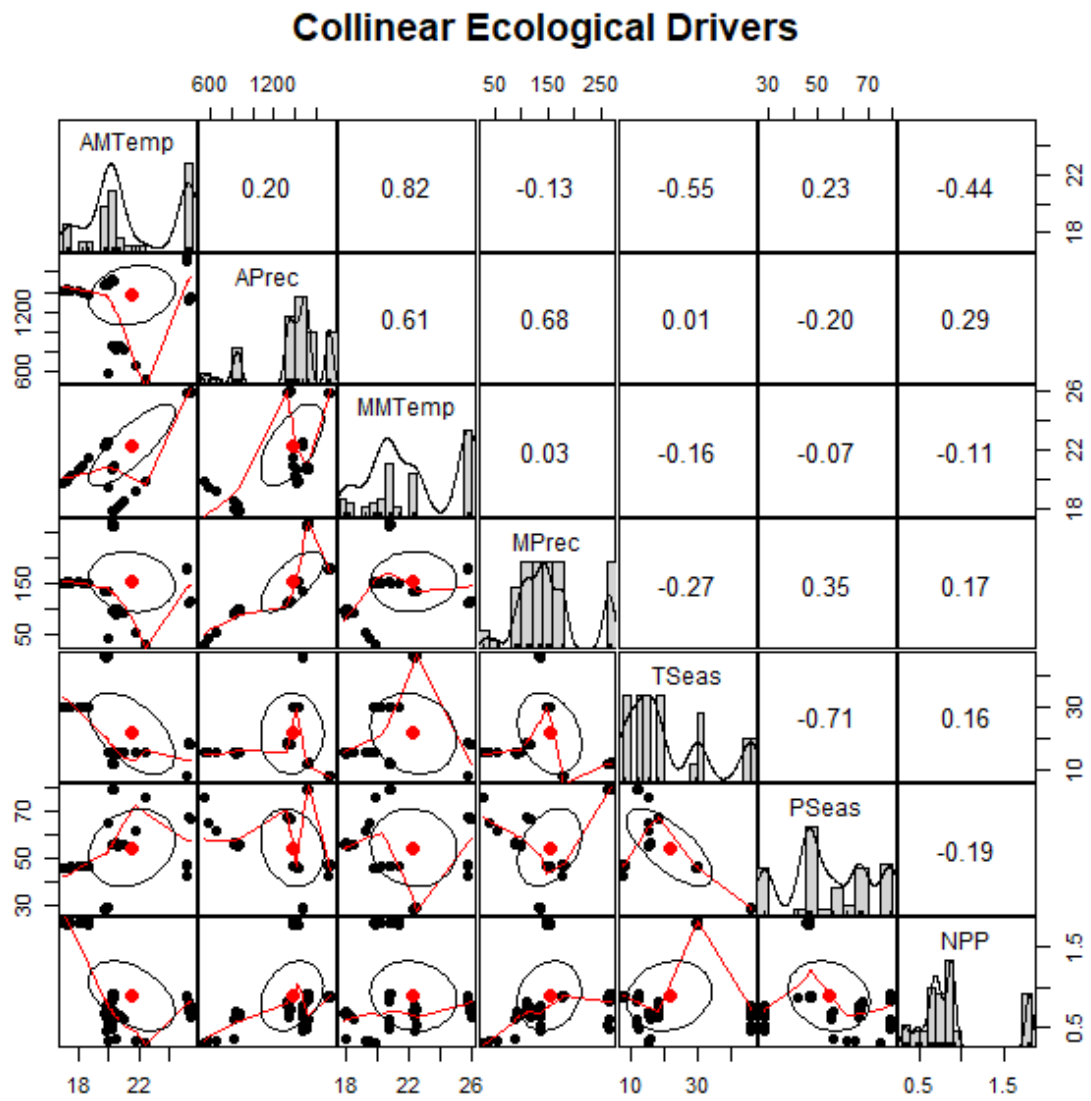 Collinear Ecological Drivers
600 1200 50 150 250 30 50 70
AMTemp 0.20 0.82 -0.13 -0.55 0.23 -0.44 18 22
600 1200 APrec 0.61 0.68 0.01 -0.20 0.29
MMTemp 0.03 -0.16 -0.07 -0.11 18 22 26
50 150 MPrec -0.27 0.35 0.17
TSeas -0.71 0.16 10 30
30 50 70 PSeas -0.19
NPP 0.5 1.5
18 22 18 22 26 10 30 0.5 1.5